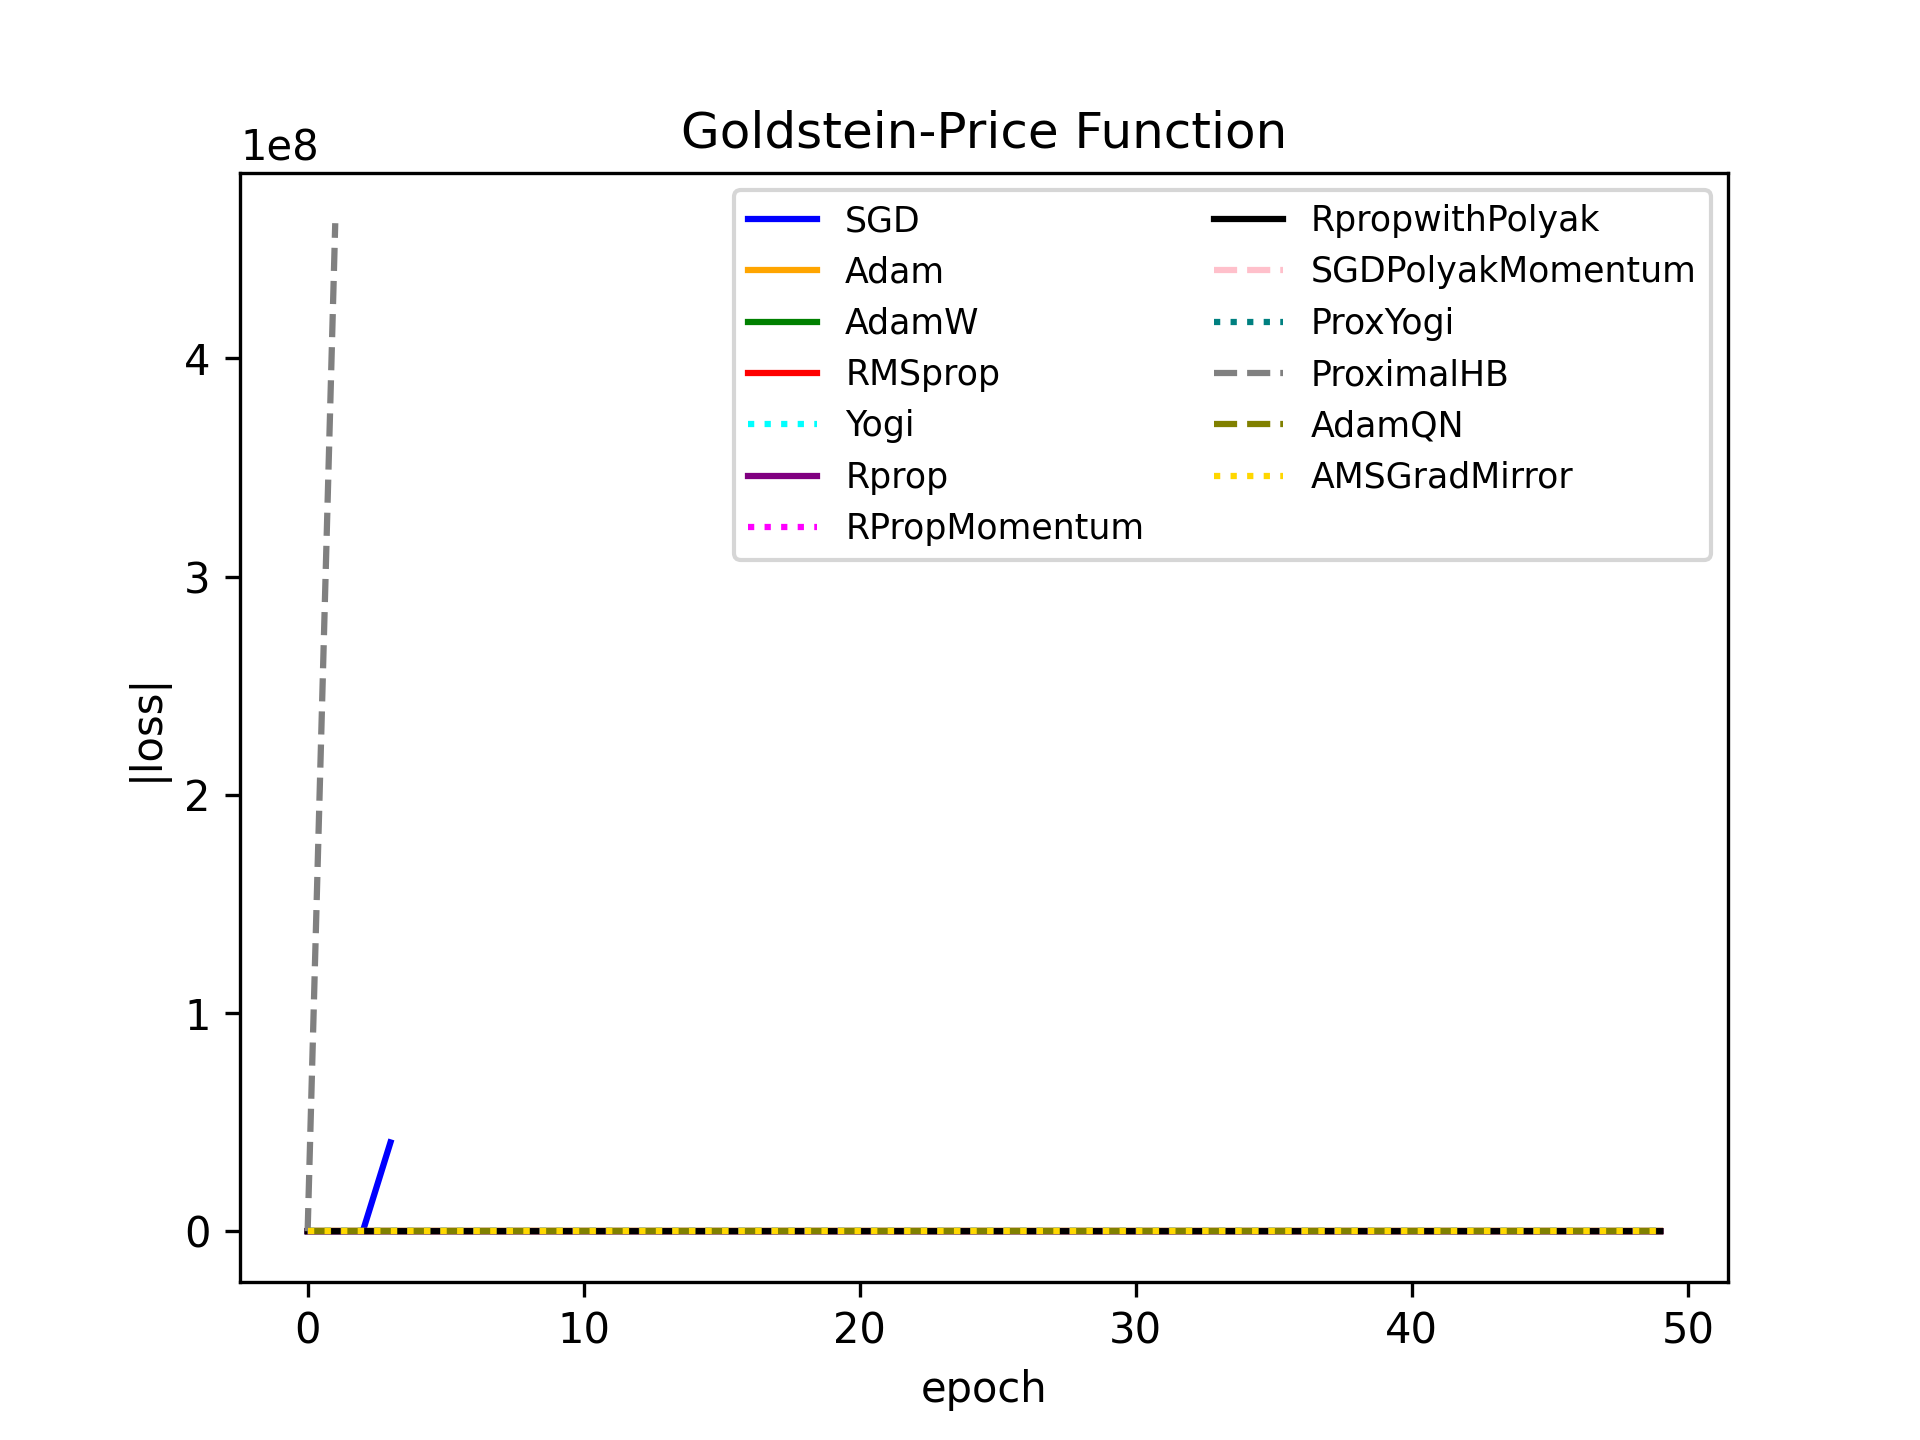 Goldstein-Price Function
1e8
SGD
Adam
AdamW
RMSprop
Yogi
Rprop
RPropMomentum
RpropwithPolyak
SGDPolyakMomentum
ProxYogi
ProximalHB
AdamQN
AMSGradMirror
4
3
2
1
0
|loss|
0 10 20 30 40 50
epoch